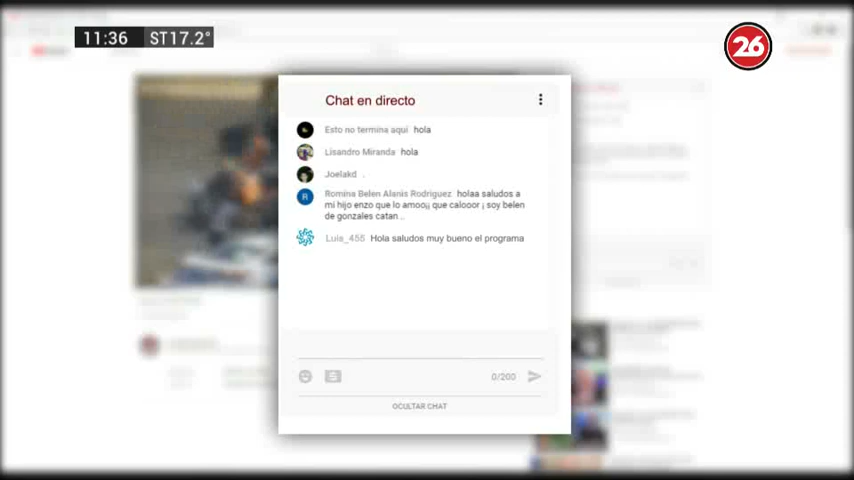 11:36 ST17.2°
26
Chat en directo
Esto no termina aquí hola
Lisandro Miranda hola
Joelakd .
R
Romina Belen Alanis Rodriguez holaa saludos a
mi hijo enzo que lo amoo¡¡ que calooor ¡ soy belen
de gonzales catan ..
Luis_455 Hola saludos muy bueno el programa
0/200
OCULTAR CHAT